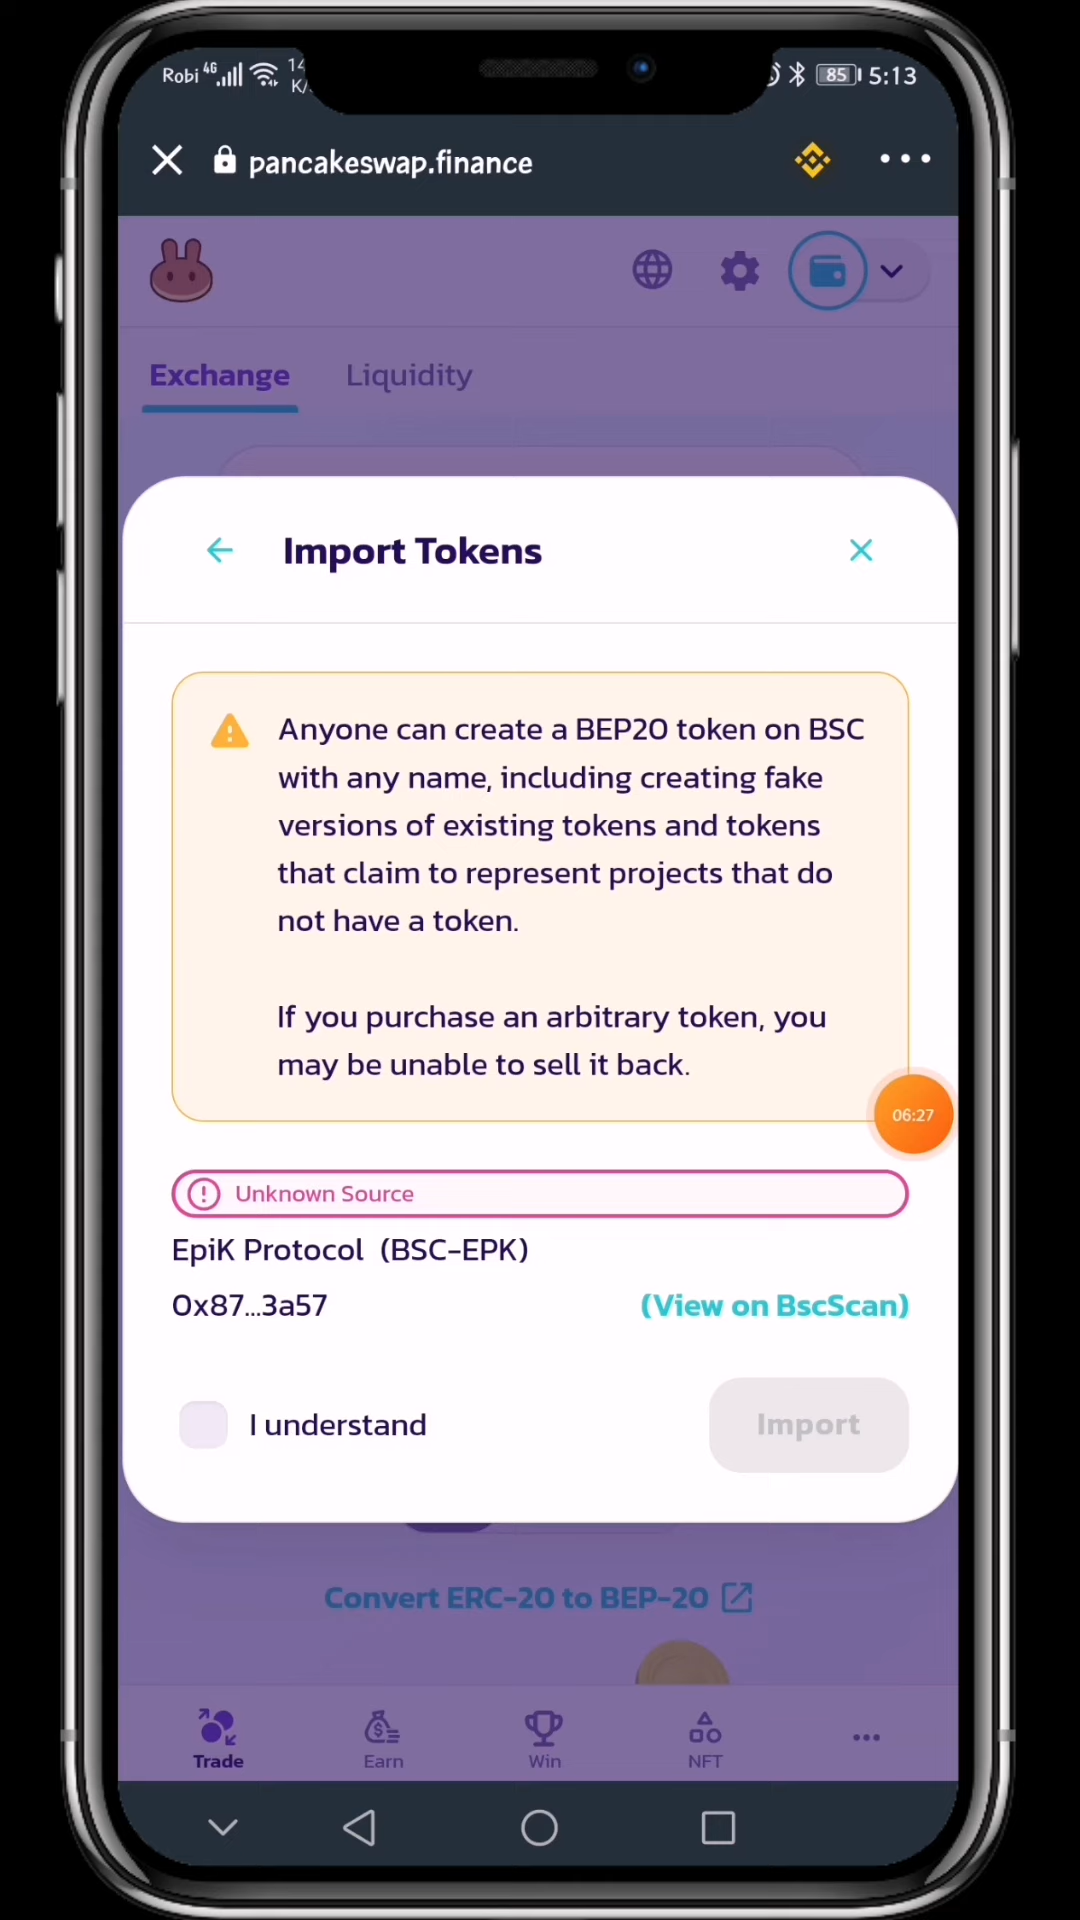 Robi 4G 14 K/ 85 5:13
pancakeswap.finance
Exchange Liquidity
Import Tokens
Anyone can create a BEP20 token on BSC
with any name, including creating fake
versions of existing tokens and tokens
that claim to represent projects that do
not have a token.
If you purchase an arbitrary token, you
may be unable to sell it back.
06:27
Unknown Source
EpiK Protocol (BSC-EPK)
0x87...3a57 (View on BscScan)
I understand Import
Convert ERC-20 to BEP-20
Trade Earn Win NFT